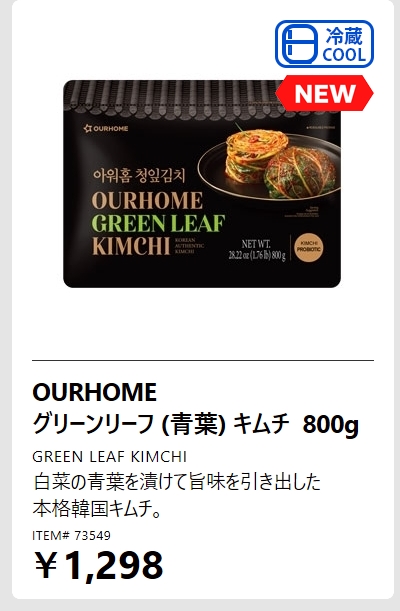 冷蔵
COOL
NEW
OURHOME
아워홈 청잎김치
OURHOME
GREEN LEAF
KIMCHI
KOREAN
AUTHENTIC
KIMCHI
NET WT.
28.22 oz (1.76 lb) 800 g
KIMCHI
PROBIOTIC
OURHOME
グリーンリーフ (青葉) キムチ 800g
GREEN LEAF KIMCHI
白菜の青葉を漬けて旨味を引き出した
本格韓国キムチ。
ITEM# 73549
¥1,298